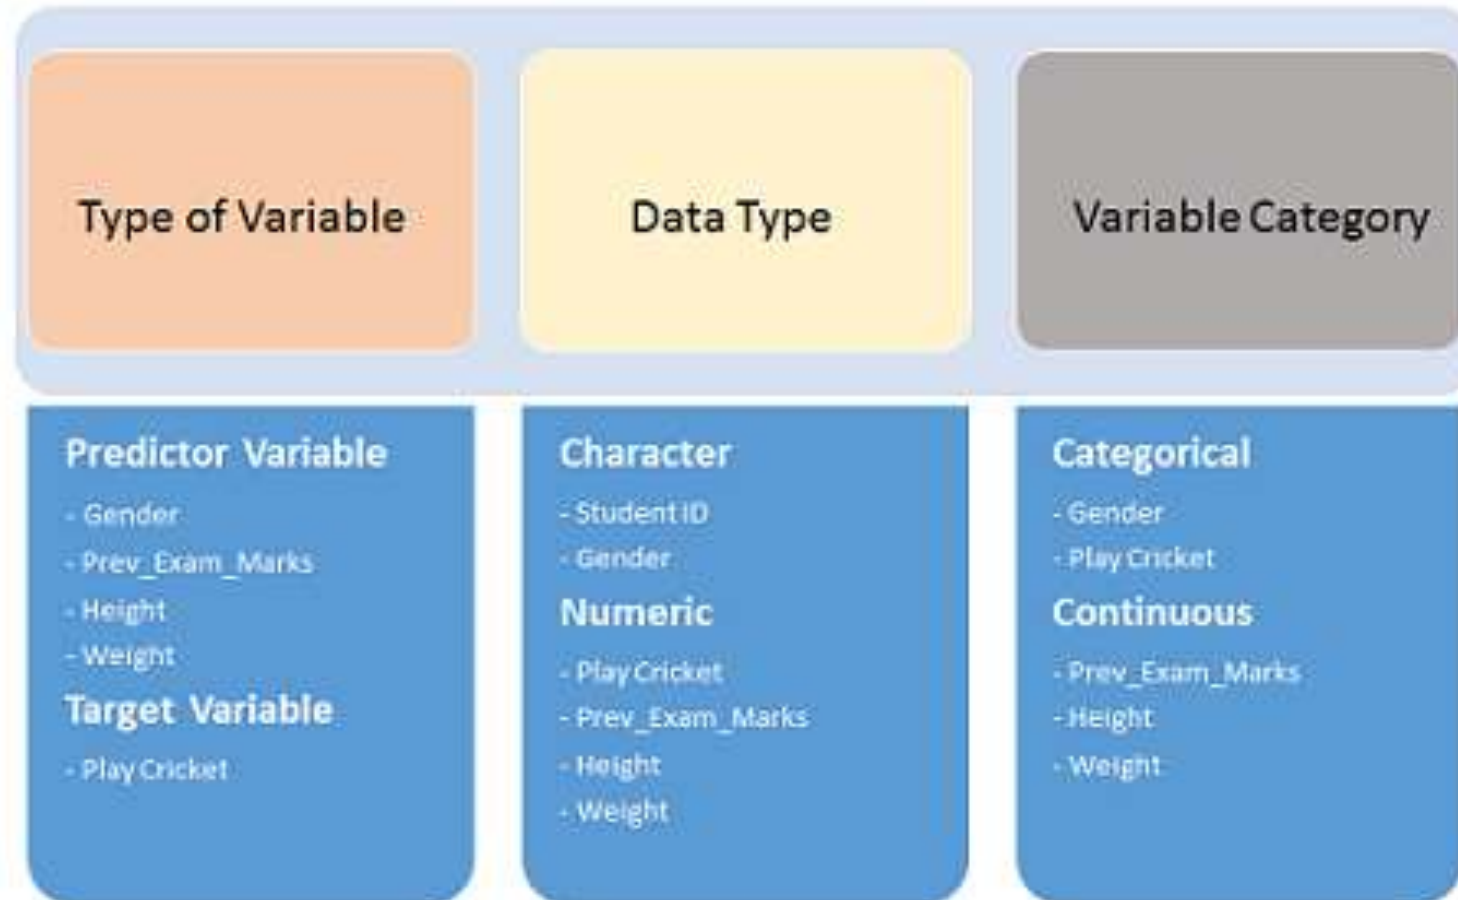 Type of Variable
Data Type
Variable Category
Predictor Variable
- Gender
- Prev_Exam_Marks
- Height
- Weight
Target Variable
- Play Cricket
Character
- Student ID
- Gender
Numeric
- Play Cricket
- Prev_Exam_Marks
- Height
- Weight
Categorical
- Gender
- Play Cricket
Continuous
- Prev_Exam_Marks
- Height
- Weight